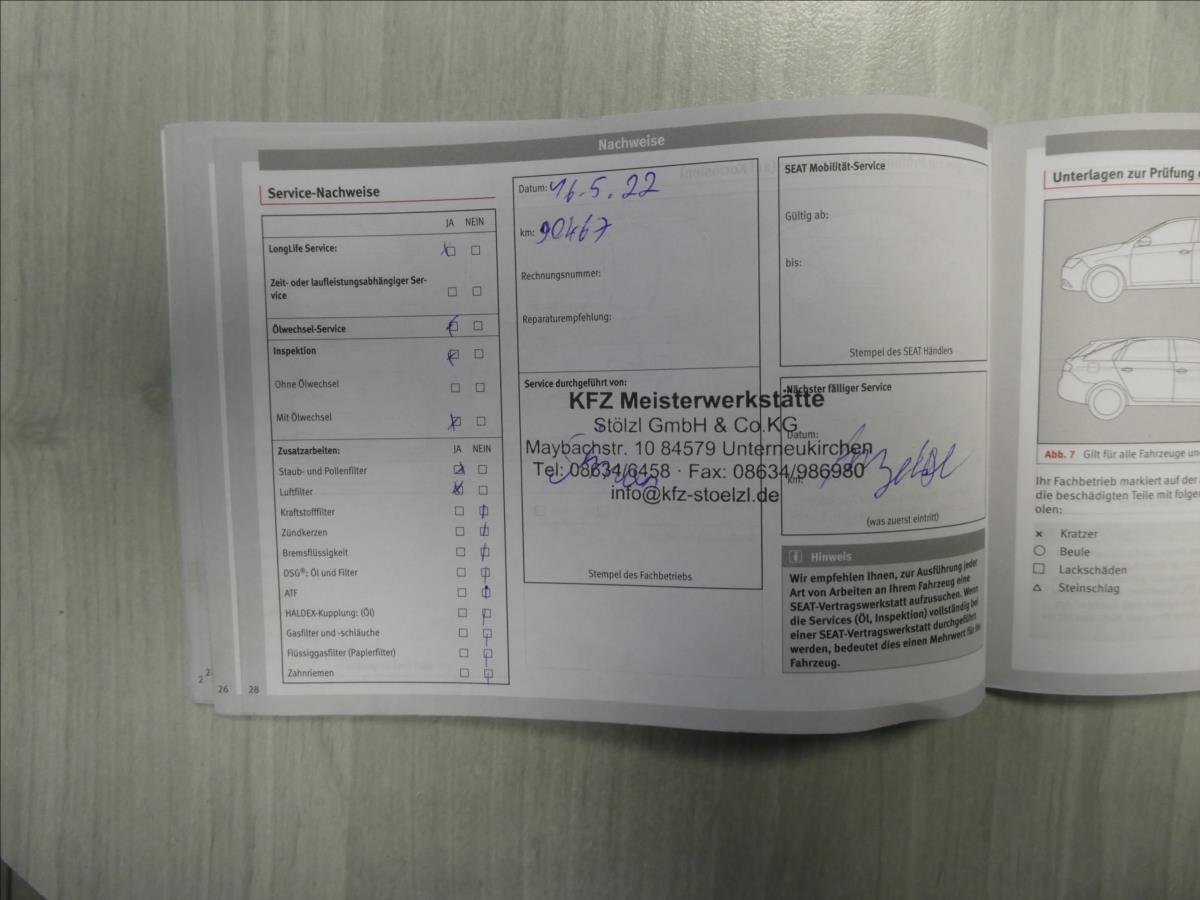 Nachweise
Service-Nachweise
JA NEIN
LongLife Service:
Zeit- oder laufleistungsabhängiger Ser-
vice
Ölwechsel-Service
Inspektion
Ohne Ölwechsel
Mit Ölwechsel
Zusatzarbeiten: JA NEIN
Staub- und Pollenfilter
Luftfilter
Kraftstofffilter
Zündkerzen
Bremsflüssigkeit
DSG®: Öl und Filter
ATF
HALDEX-Kupplung: (Öl)
Gasfilter und -schläuche
Flüssiggasfilter (Papierfilter)
Zahnriemen
2 2
26 28
Datum: 16.5.22
km: 90467
Rechnungsnummer:
Reparaturempfehlung:
Service durchgeführt von:
KFZ Meisterwerkstätte
Stölzl GmbH & Co.KG
Maybachstr. 10 84579 Unterneukirchen
Tel: 08634/6458 · Fax: 08634/986980
info@kfz-stoelzl.de
Stempel des Fachbetriebs
SEAT Mobilität-Service
Gültig ab:
bis:
Stempel des SEAT Händlers
Nächster fälliger Service
Datum:
km:
(was zuerst eintritt)
Hinweis
Wir empfehlen Ihnen, zur Ausführung jeder
Art von Arbeiten an Ihrem Fahrzeug eine
SEAT-Vertragswerkstatt aufzusuchen. Wenn
die Services (Öl, Inspektion) vollständig bei
einer SEAT-Vertragswerkstatt durchgeführt
werden, bedeutet dies einen Mehrwert für Ihr
Fahrzeug.
Unterlagen zur Prüfung
Abb. 7 Gilt für alle Fahrzeuge
Ihr Fachbetrieb markiert auf der
die beschädigten Teile mit
olen:
× Kratzer
○ Beule
□ Lackschäden
△ Steinschlag